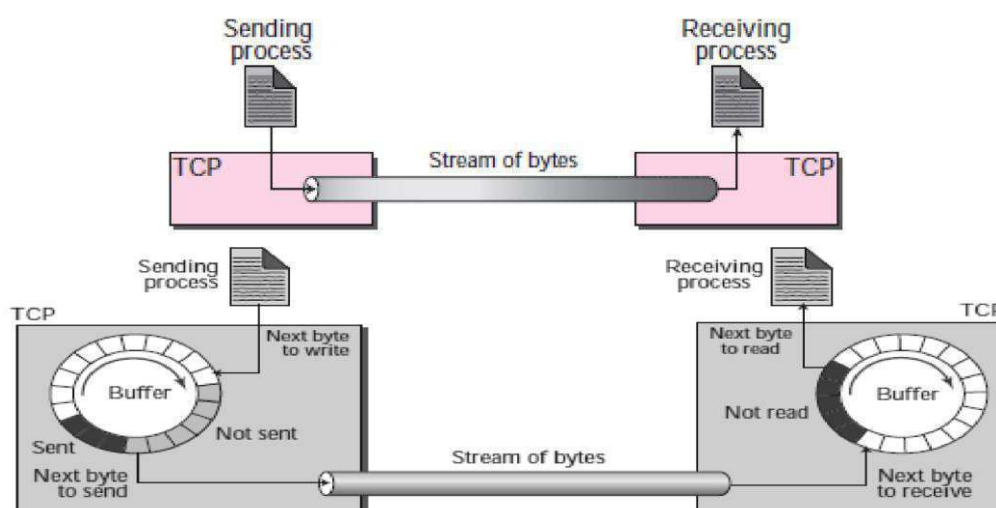 Sending
process
Receiving
process
TCP
Stream of bytes
TCP
Sending
process
Receiving
process
TCP
TCP
Next byte
to write
Next byte
to read
Buffer
Buffer
Not read
Not sent
Sent
Stream of bytes
Next byte
to send
Next byte
to receive